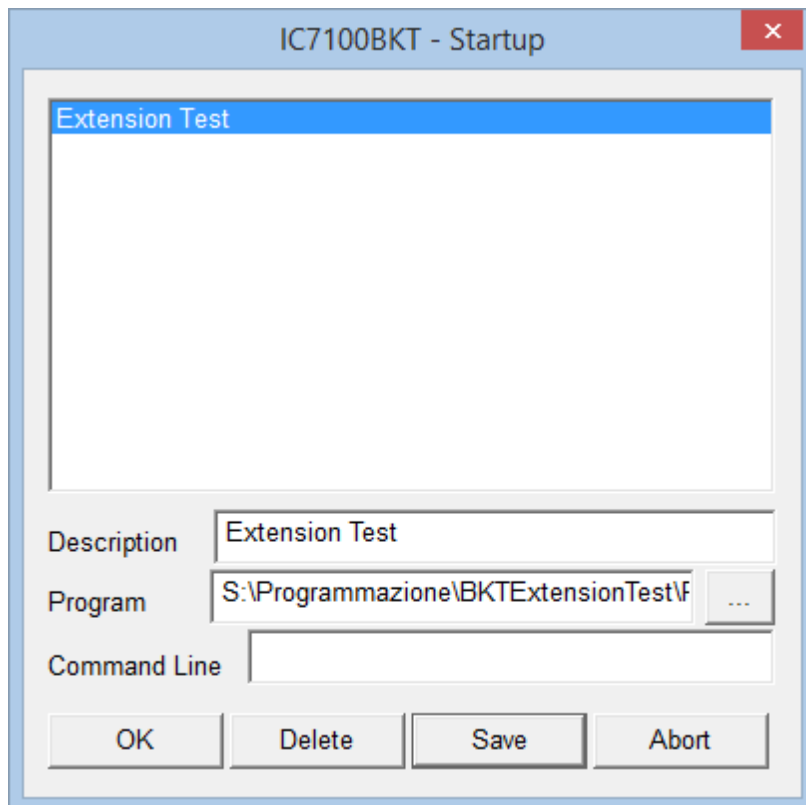 IC7100BKT - Startup
Extension Test
Description Extension Test
Program S:\Programmazione\BKTExtensionTest\ ...
Command Line
OK Delete Save Abort